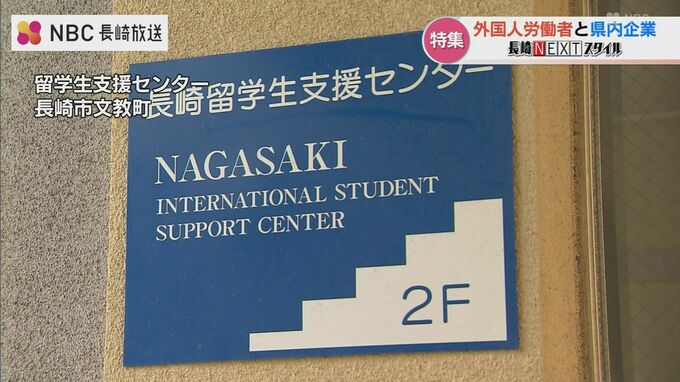 NBC 長崎放送
特集
外国人労働者と県内企業
長崎NEXTスタイル
留学生支援センター
長崎市文教町
長崎留学生支援センター
NAGASAKI
INTERNATIONAL STUDENT
SUPPORT CENTER
2F